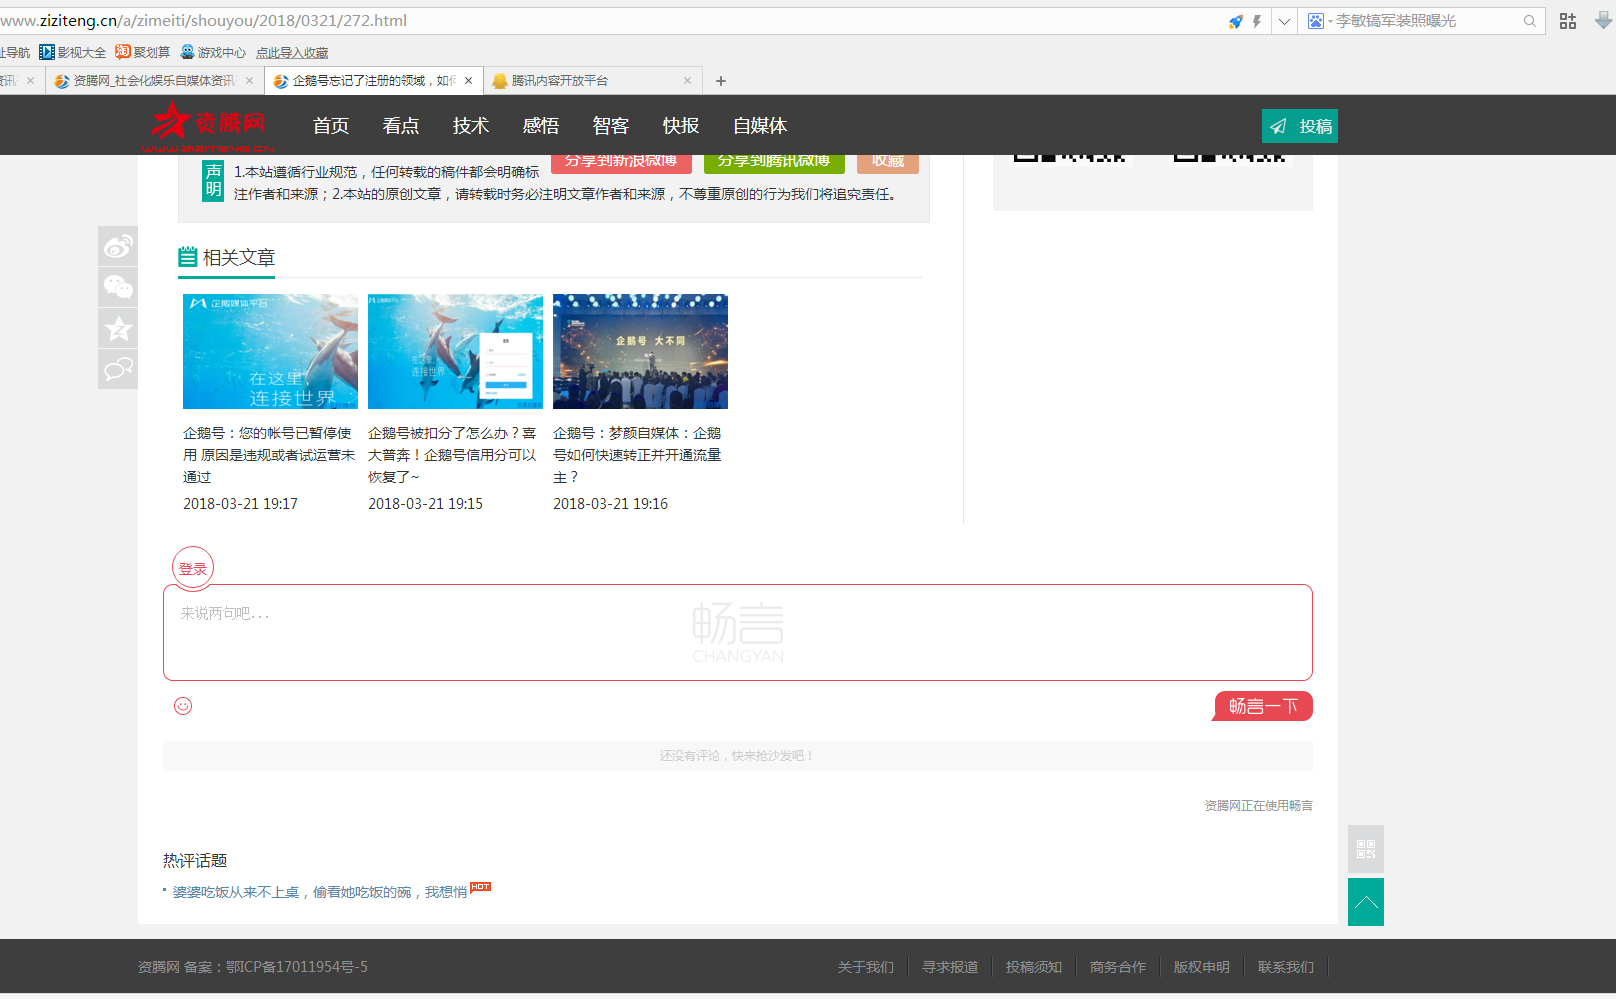 www.ziziteng.cn/a/zimeiti/shouyou/2018/0321/272.html
李敏镐军装照曝光
址导航 影视大全 聚划算 游戏中心 点此导入收藏
资讯 资腾网_社会化娱乐自媒体资讯 企鹅号忘记了注册的领域，如何 腾讯内容开放平台
资腾网 首页 看点 技术 感悟 智客 快报 自媒体 投稿
声明
1.本站遵循行业规范，任何转载的稿件都会明确标
注作者和来源；2.本站的原创文章，请转载时务必注明文章作者和来源，不尊重原创的行为我们将追究责任。
分享到新浪微博 分享到腾讯微博 收藏
相关文章
企鹅媒体平台
在这里,
连接世界
在这里,
连接世界
登录
企鹅号 大不同
企鹅号：您的帐号已暂停使
用 原因是违规或者试运营未
通过
2018-03-21 19:17
企鹅号被扣分了怎么办？喜
大普奔！企鹅号信用分可以
恢复了~
2018-03-21 19:15
企鹅号：梦颜自媒体：企鹅
号如何快速转正并开通流量
主？
2018-03-21 19:16
登录
来说两句吧...
畅言
CHANGYAN
畅言一下
还没有评论，快来抢沙发吧！
资腾网正在使用畅言
热评话题
婆婆吃饭从来不上桌，偷看她吃饭的碗，我想悄 HOT
资腾网 备案：鄂ICP备17011954号-5
关于我们 寻求报道 投稿须知 商务合作 版权申明 联系我们